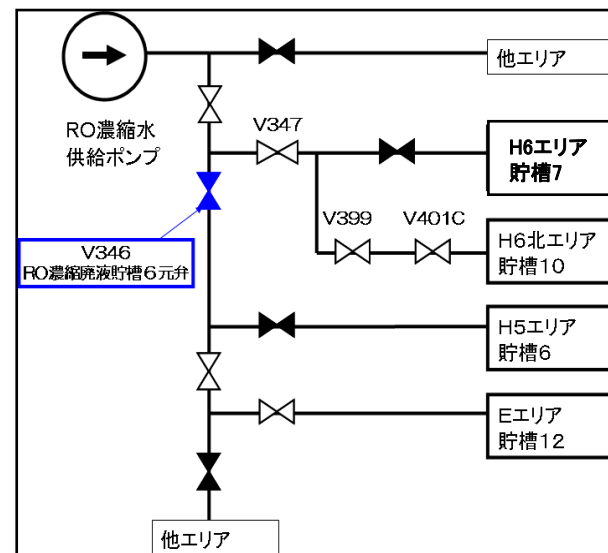 他エリア
RO濃縮水
供給ポンプ
V347
H6エリア
貯槽7
V399
V401C
H6北エリア
貯槽10
V346
RO濃縮廃液貯槽6元弁
H5エリア
貯槽6
Eエリア
貯槽12
他エリア